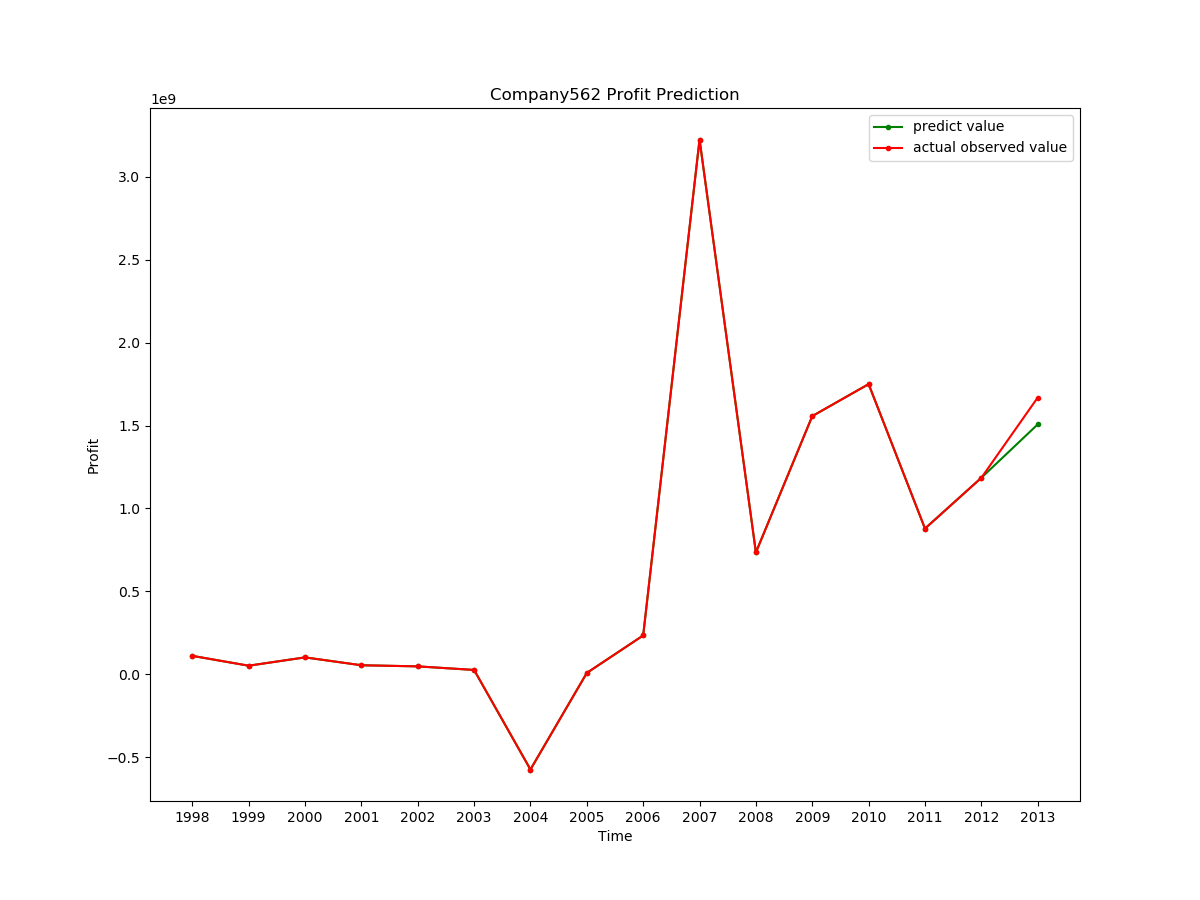 Company562 Profit Prediction
1e9
predict value
actual observed value
3.0
2.5
2.0
1.5
1.0
0.5
0.0
−0.5
Profit
1998 1999 2000 2001 2002 2003 2004 2005 2006 2007 2008 2009 2010 2011 2012 2013
Time